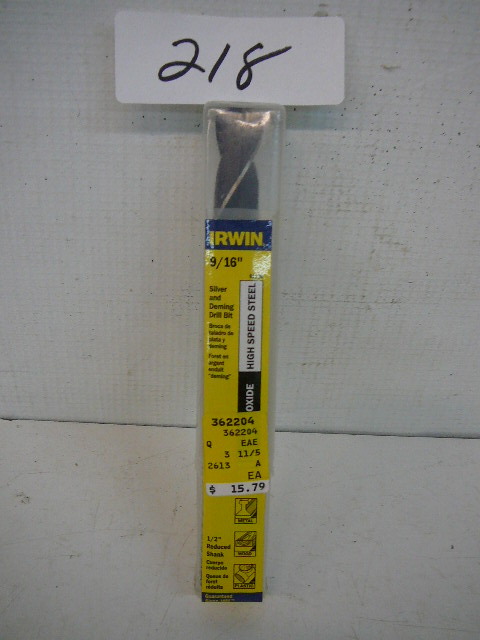 218
IRWIN
9/16"
Silver
and
Deming
Drill Bit
Broca de
taladro de
plata y
deming
Foret en
argent
enduit
"deming"
OXIDE HIGH SPEED STEEL
362204
362204
Q EAE
3 11/5
2613 A
EA
$ 15.79
METAL
1/2"
Reduced
Shank
Cuerpo
reducido
Queue de
foret
réduite
WOOD
PLASTIC
Guaranteed